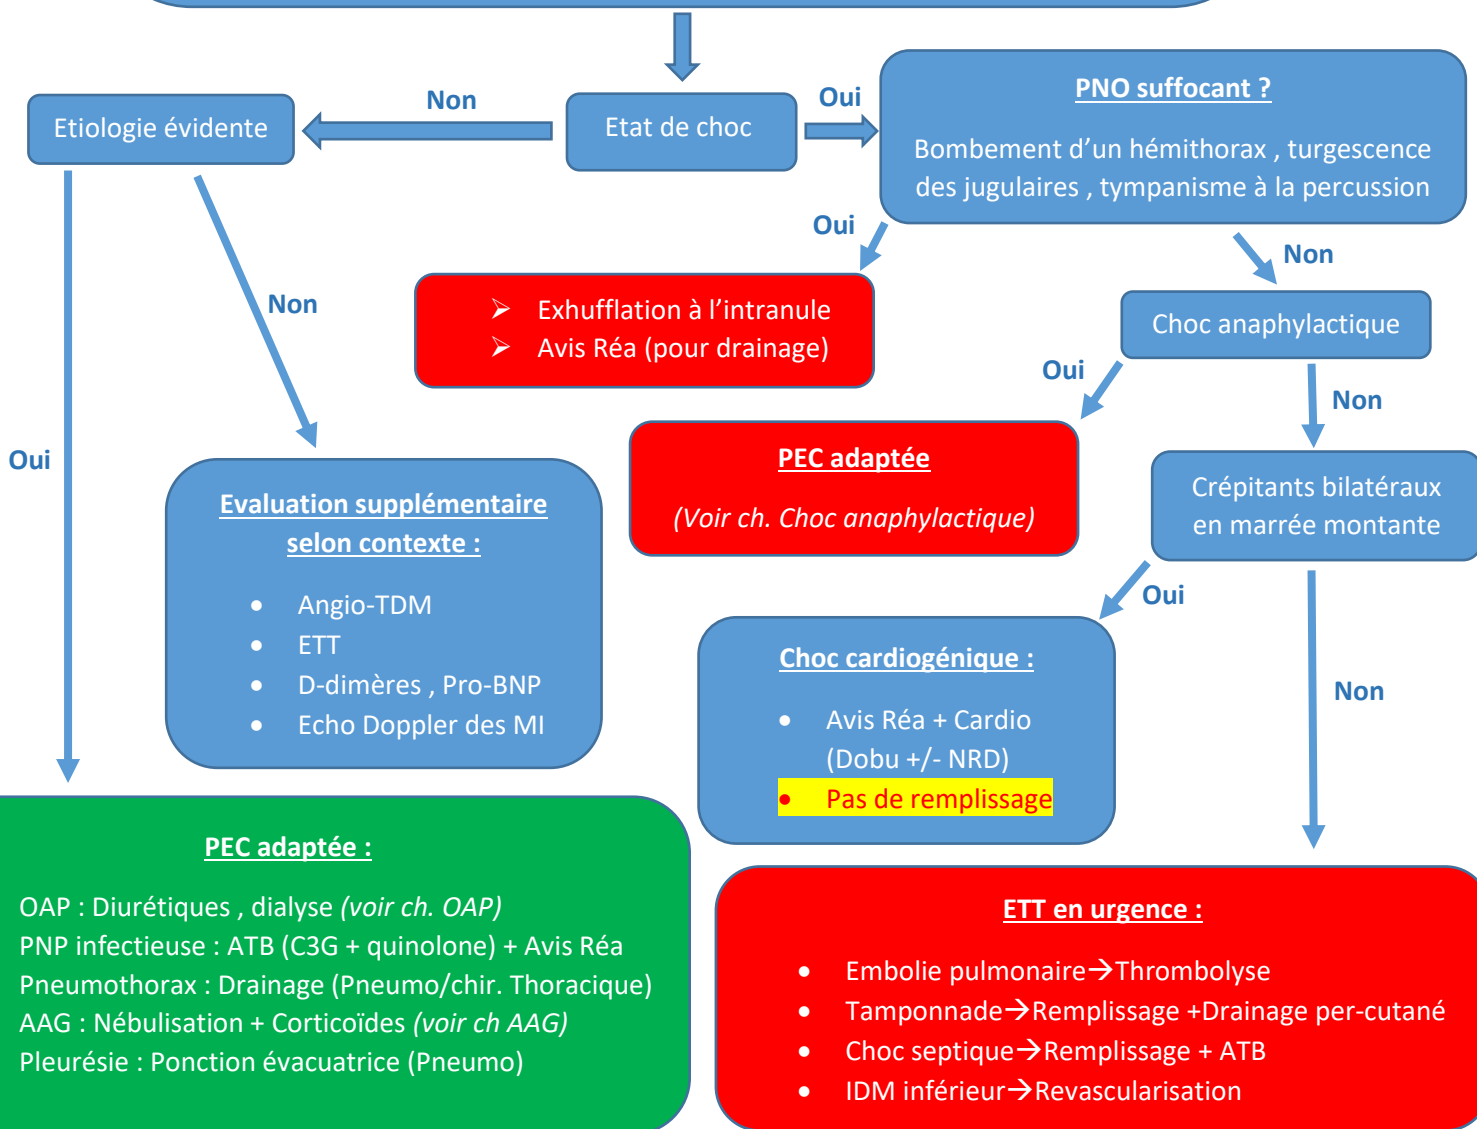 Non
Etat de choc
Oui
Etiologie évidente
PNO suffocant ?
Bombement d’un hémithorax , turgescence
des jugulaires , tympanisme à la percussion
Oui
Non
➢ Exhufflation à l’intranule
➢ Avis Réa (pour drainage)
Non
Choc anaphylactique
Oui
Non
PEC adaptée
(Voir ch. Choc anaphylactique)
Crépitants bilatéraux
en marrée montante
Oui
Evaluation supplémentaire
selon contexte :
• Angio-TDM
• ETT
• D-dimères , Pro-BNP
• Echo Doppler des MI
Oui
Non
Choc cardiogénique :
• Avis Réa + Cardio
(Dobu +/- NRD)
• Pas de remplissage
PEC adaptée :
OAP : Diurétiques , dialyse (voir ch. OAP)
PNP infectieuse : ATB (C3G + quinolone) + Avis Réa
Pneumothorax : Drainage (Pneumo/chir. Thoracique)
AAG : Nébulisation + Corticoïdes (voir ch AAG)
Pleurésie : Ponction évacuatrice (Pneumo)
ETT en urgence :
• Embolie pulmonaire→Thrombolyse
• Tamponnade→Remplissage +Drainage per-cutané
• Choc septique→Remplissage + ATB
• IDM inférieur→Revascularisation